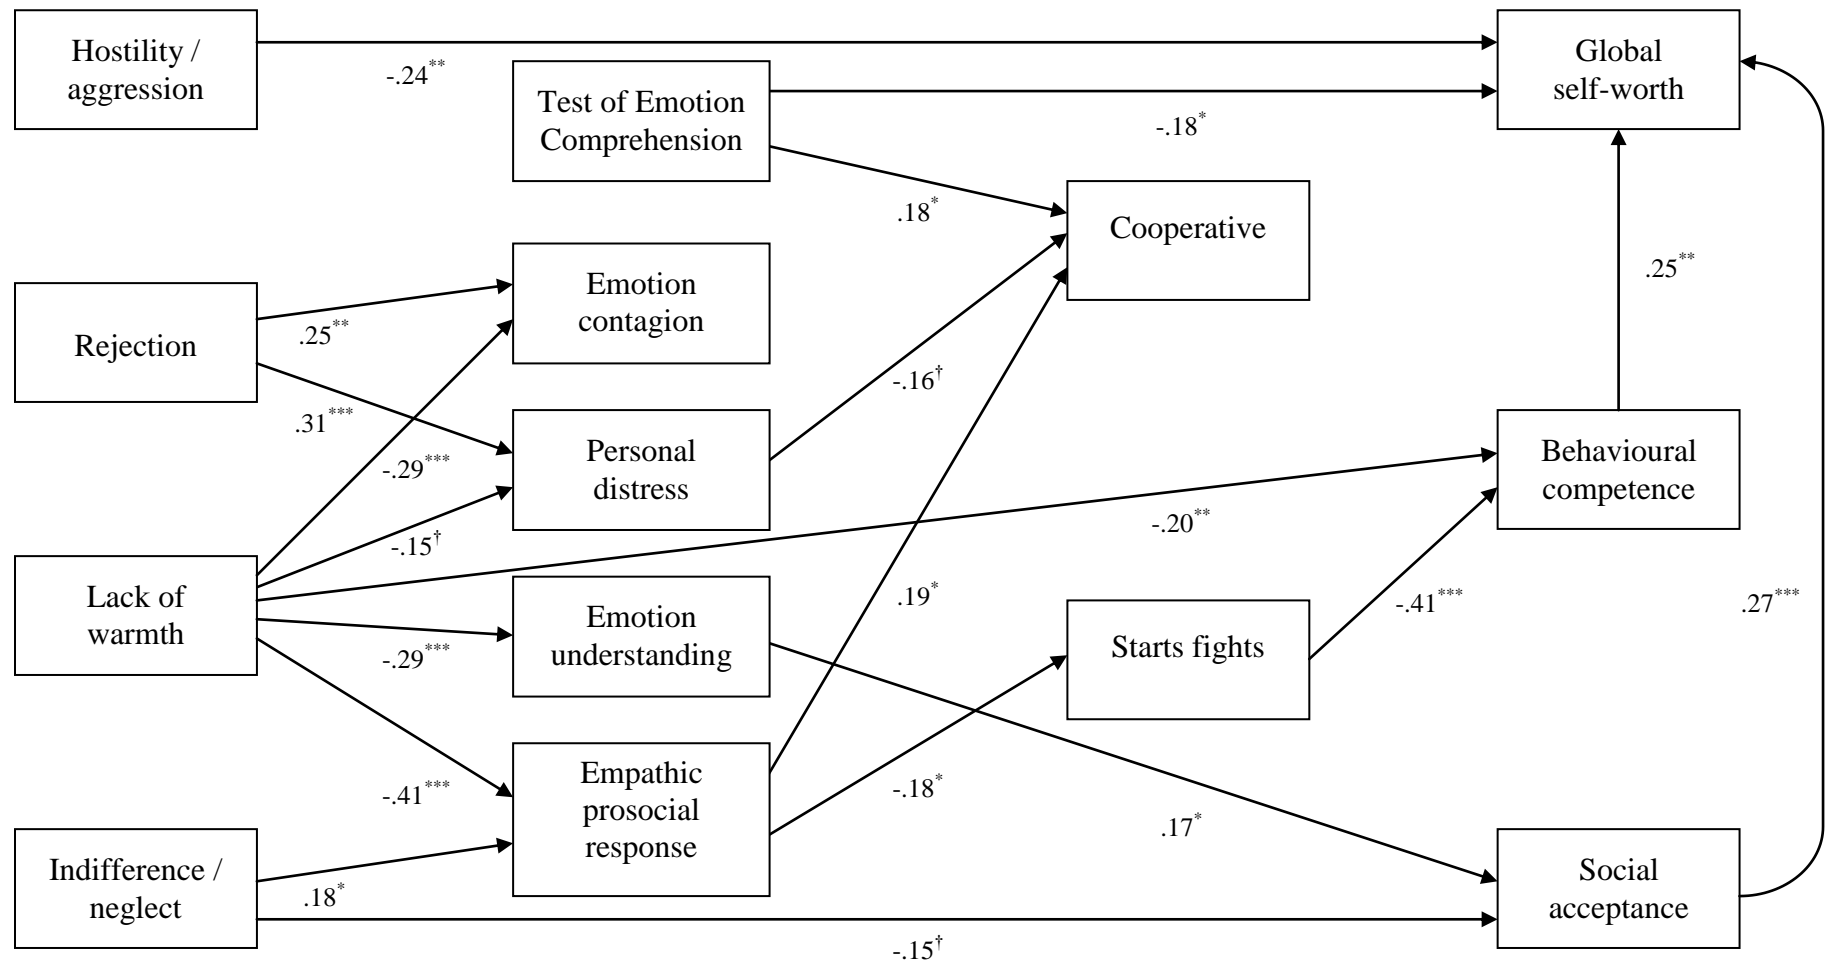 Hostility /
aggression
Global
self-worth
-.24**
Test of Emotion
Comprehension
-.18*
.18*
Cooperative
Emotion
contagion
.25**
.25**
Rejection
.31***
-.16†
-.29***
Personal
distress
Behavioural
competence
-.15†
-.20**
Lack of
warmth
Emotion
understanding
.19*
Starts fights
-.41***
.27***
-.29***
-.41***
Empathic
prosocial
response
-.18*
.17*
Indifference /
neglect
.18*
Social
acceptance
-.15†